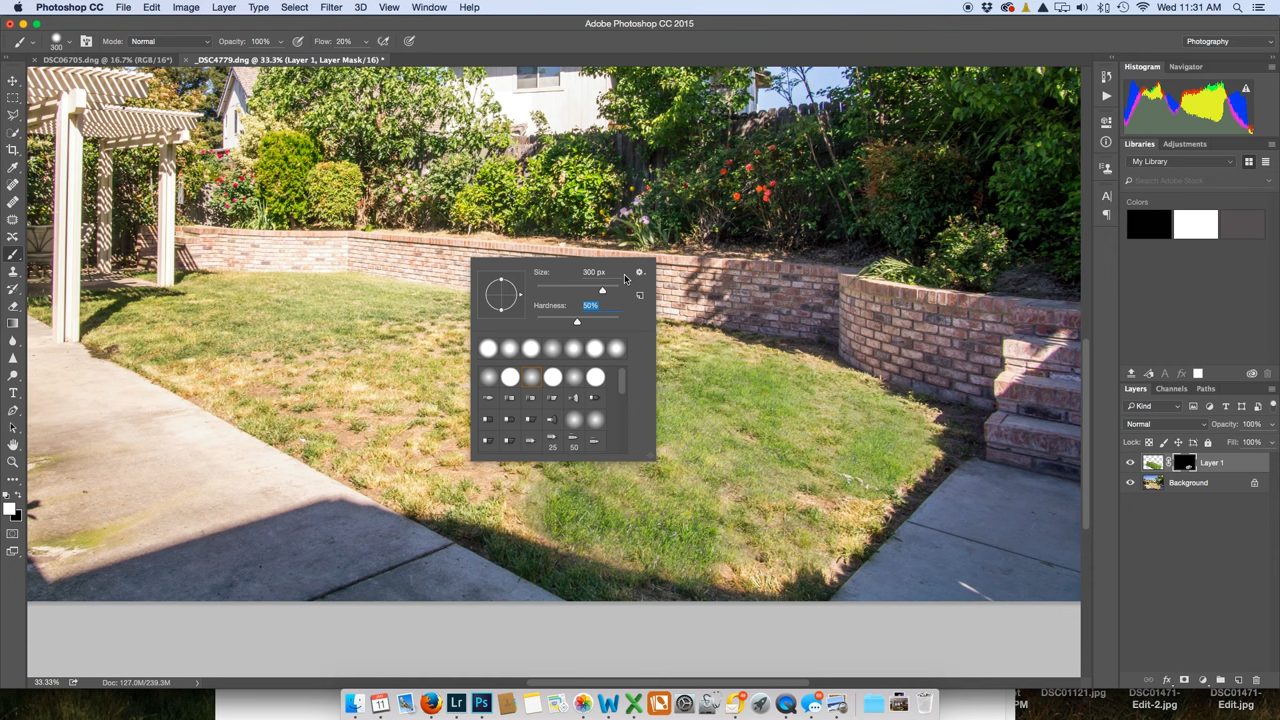 Photoshop CC File Edit Image Layer Type Select Filter 3D View Window Help Wed 11:31 AM
Adobe Photoshop CC 2015
300 Mode: Normal Opacity: 100% Flow: 20% Photography
× DSC06705.dng @ 16.7% (RGB/16*) × _DSC4779.dng @ 33.3% (Layer 1, Layer Mask/16) *
Histogram Navigator
Libraries Adjustments
My Library
Search Adobe Stock
Colors
Size: 300 px
Hardness: 50%
25 50
Layers Channels Paths
Kind
Normal Opacity: 100%
Lock: Fill: 100%
Layer 1
Background
33.33% Doc: 127.0M/239.3M
DSC01121.jpg DSC01471-Edit-2.jpg DSC01471-Edit.jpg